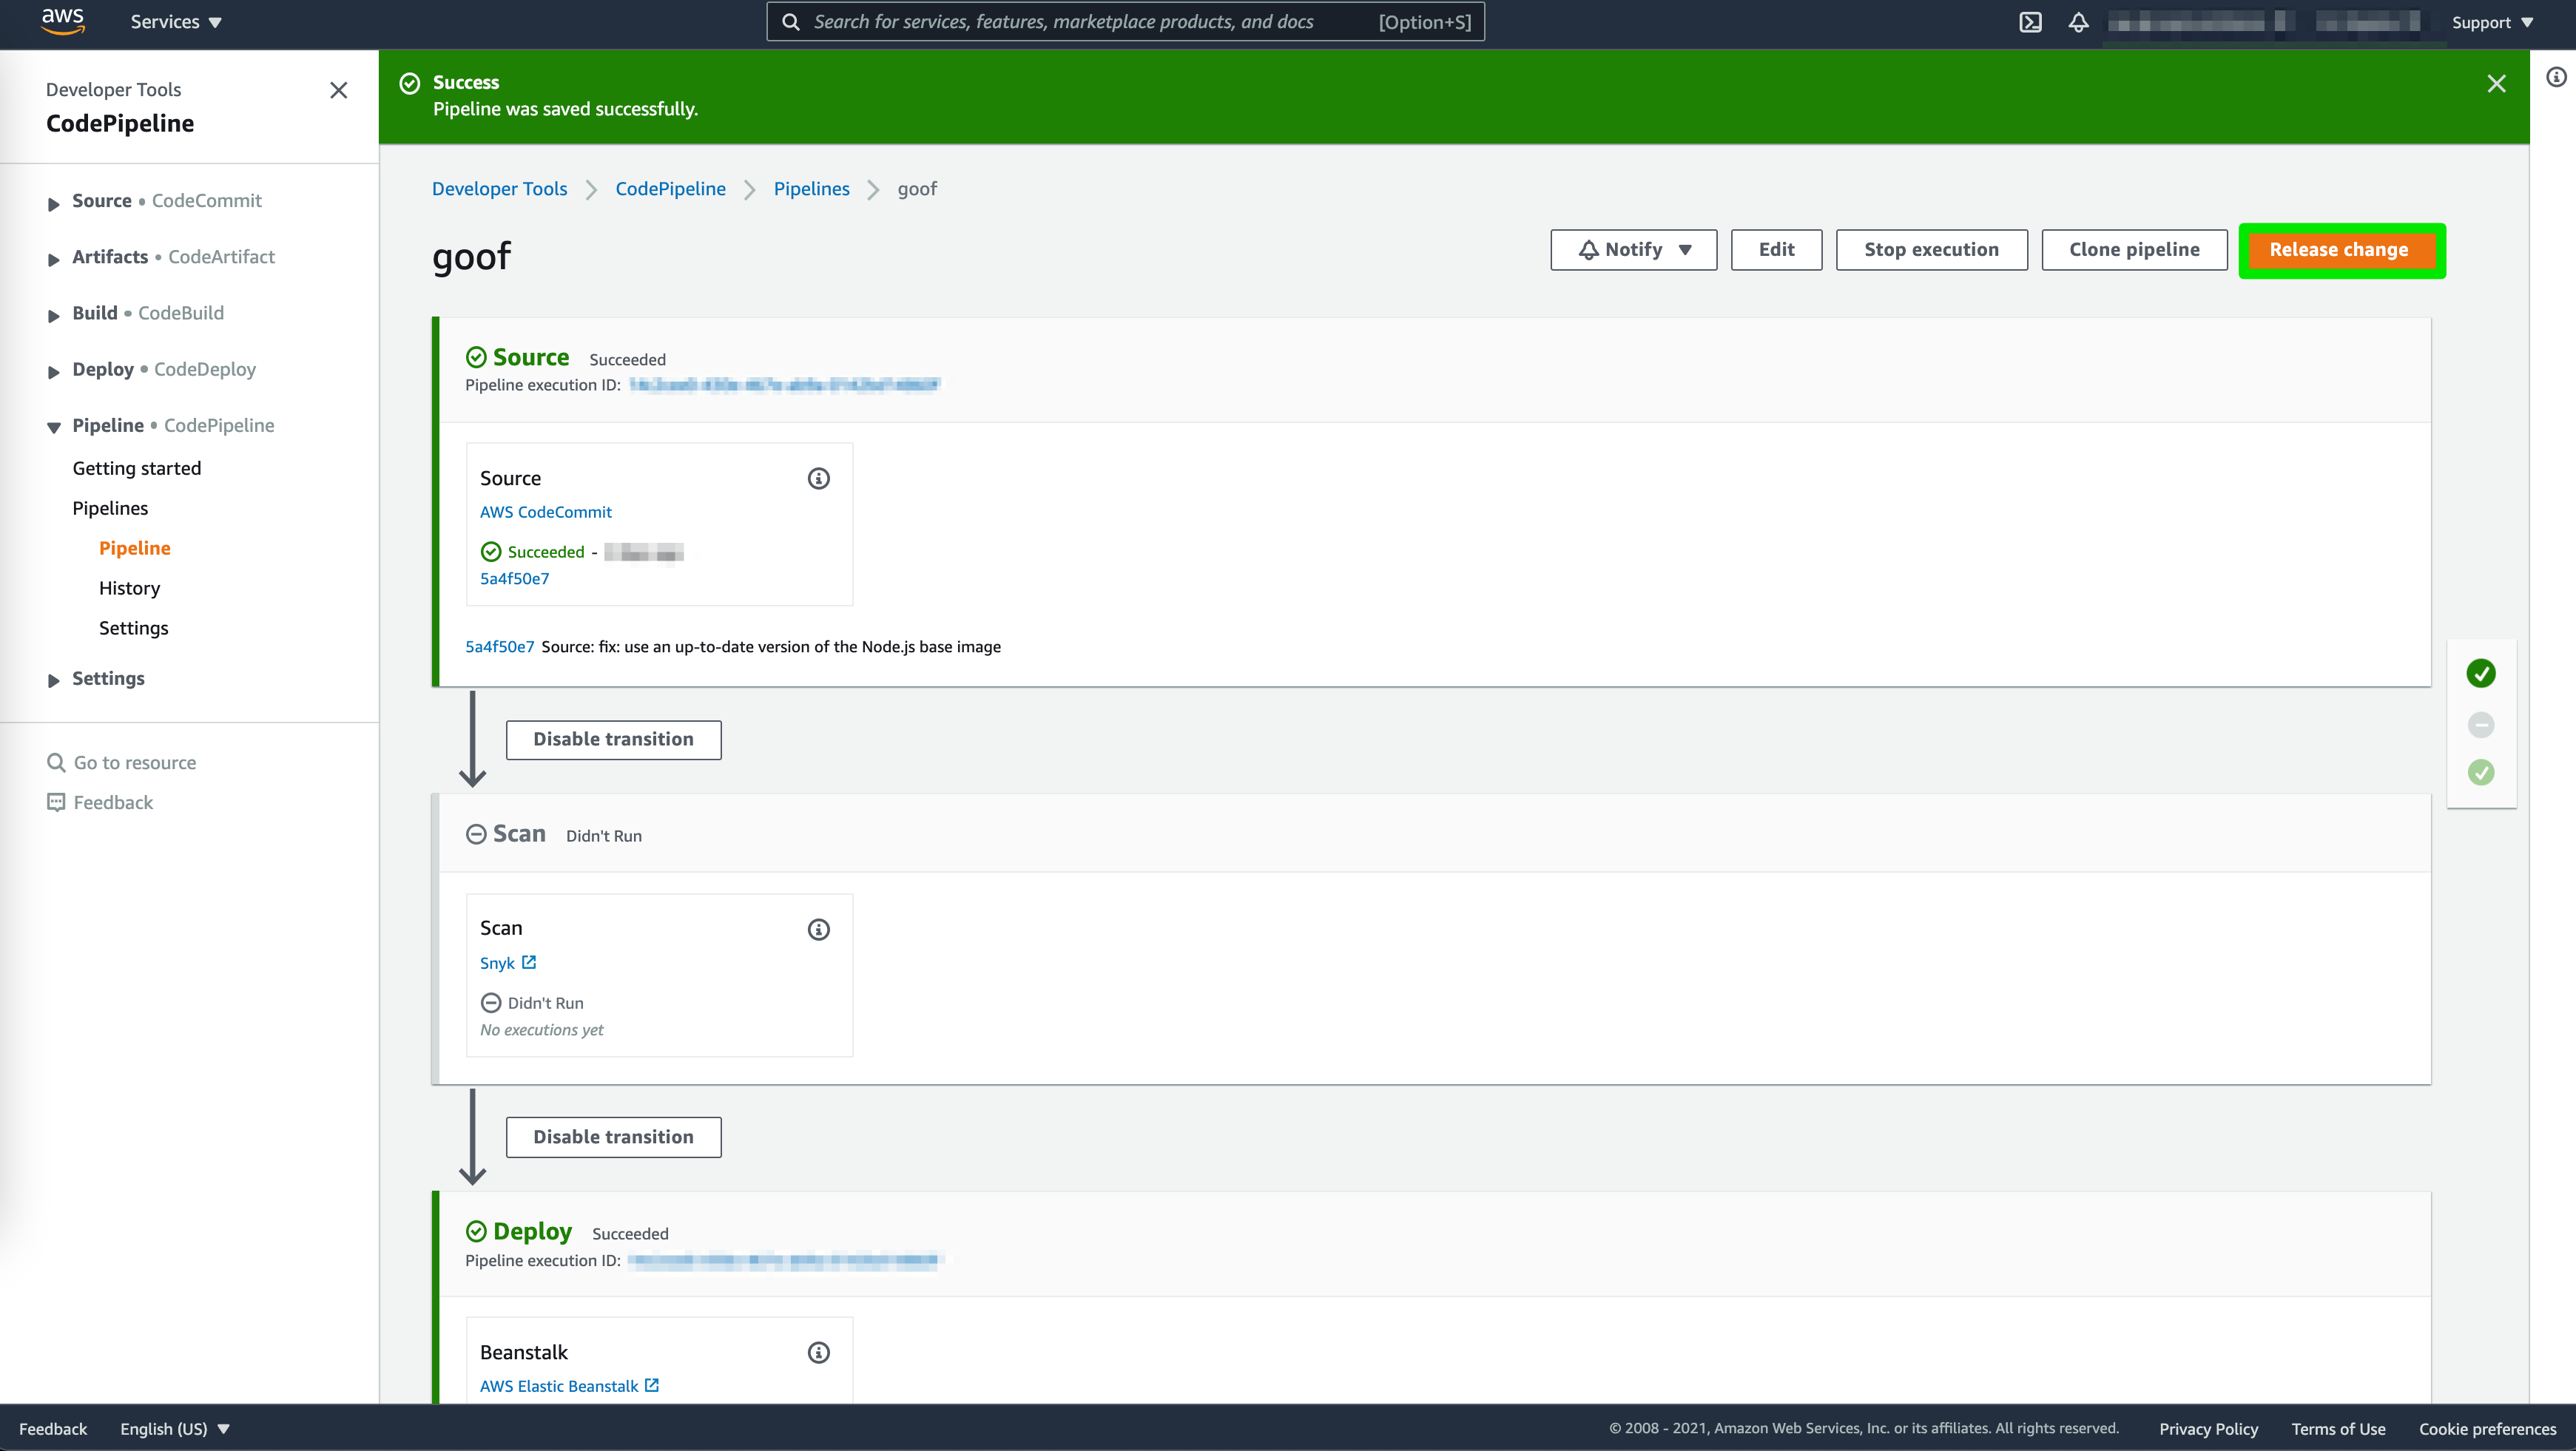 aws
Services
Search for services, features, marketplace products, and docs [Option+S]
Support
Developer Tools
CodePipeline
Source • CodeCommit
Artifacts • CodeArtifact
Build • CodeBuild
Deploy • CodeDeploy
Pipeline • CodePipeline
Getting started
Pipelines
Pipeline
History
Settings
Settings
Go to resource
Feedback
Success
Pipeline was saved successfully.
Developer Tools > CodePipeline > Pipelines > goof
goof
Notify
Edit
Stop execution
Clone pipeline
Release change
Source Succeeded
Pipeline execution ID:
Source
AWS CodeCommit
Succeeded -
5a4f50e7
5a4f50e7 Source: fix: use an up-to-date version of the Node.js base image
Disable transition
Scan Didn't Run
Scan
Snyk
Didn't Run
No executions yet
Disable transition
Deploy Succeeded
Pipeline execution ID:
Beanstalk
AWS Elastic Beanstalk
Feedback
English (US)
© 2008 - 2021, Amazon Web Services, Inc. or its affiliates. All rights reserved.
Privacy Policy
Terms of Use
Cookie preferences